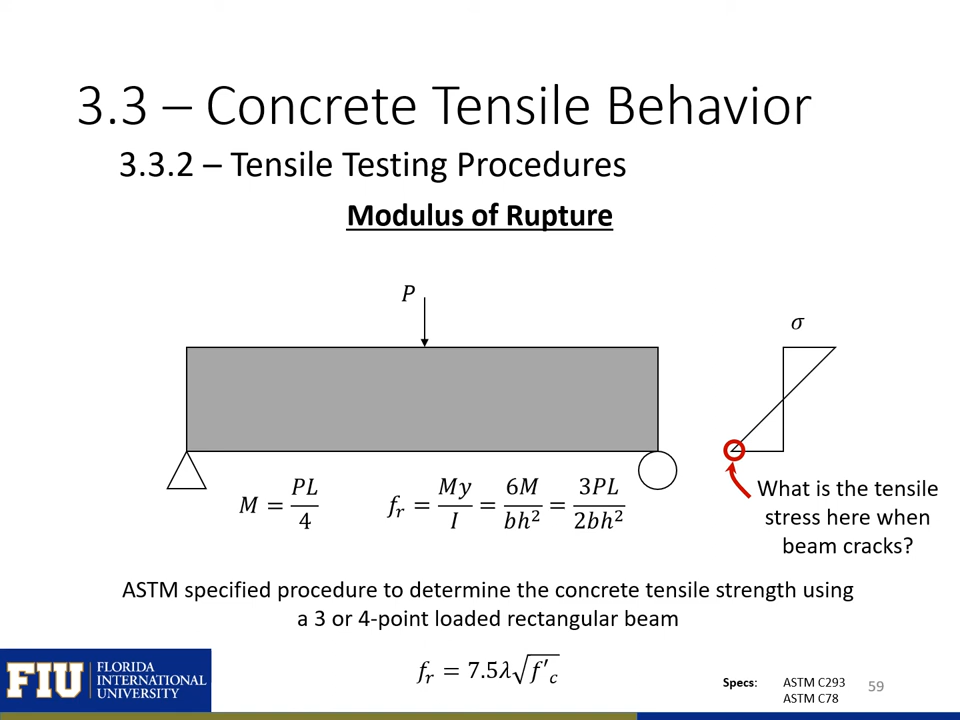 3.3 – Concrete Tensile Behavior
3.3.2 – Tensile Testing Procedures
Modulus of Rupture
P
σ
M = PL/4
f_r = My/I = 6M/bh² = 3PL/2bh²
What is the tensile
stress here when
beam cracks?
ASTM specified procedure to determine the concrete tensile strength using
a 3 or 4-point loaded rectangular beam
f_r = 7.5λ√f'_c
FIU
FLORIDA
INTERNATIONAL
UNIVERSITY
Specs: ASTM C293
ASTM C78
59